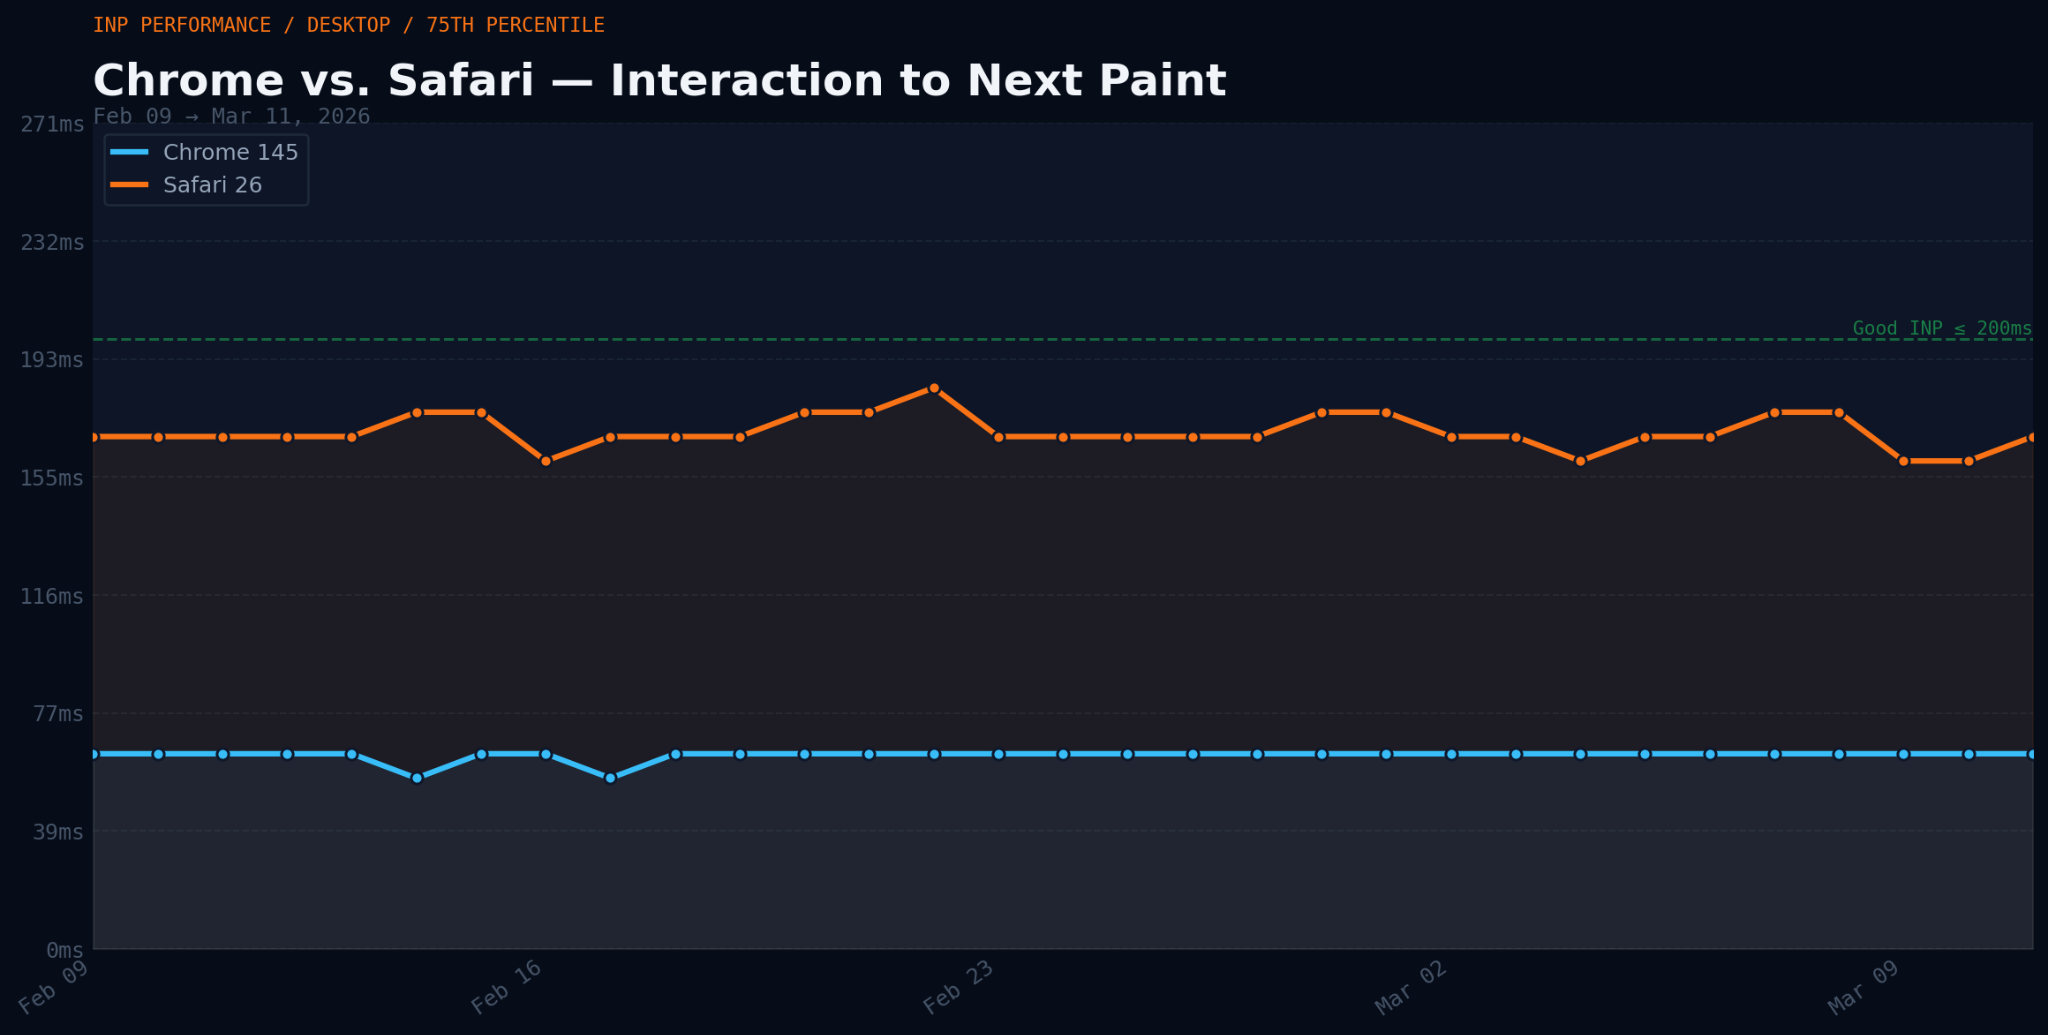 INP PERFORMANCE / DESKTOP / 75TH PERCENTILE
Chrome vs. Safari — Interaction to Next Paint
Feb 09 → Mar 11, 2026
271ms
Chrome 145
Safari 26
232ms
Good INP ≤ 200ms
193ms
155ms
116ms
77ms
39ms
0ms
Feb 09
Feb 16
Feb 23
Mar 02
Mar 09